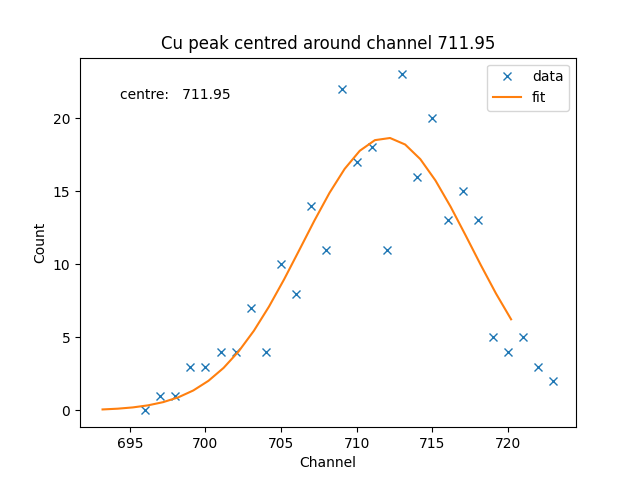 Cu peak centred around channel 711.95
centre: 711.95
data
fit
Count
20
15
10
5
0
695 700 705 710 715 720
Channel